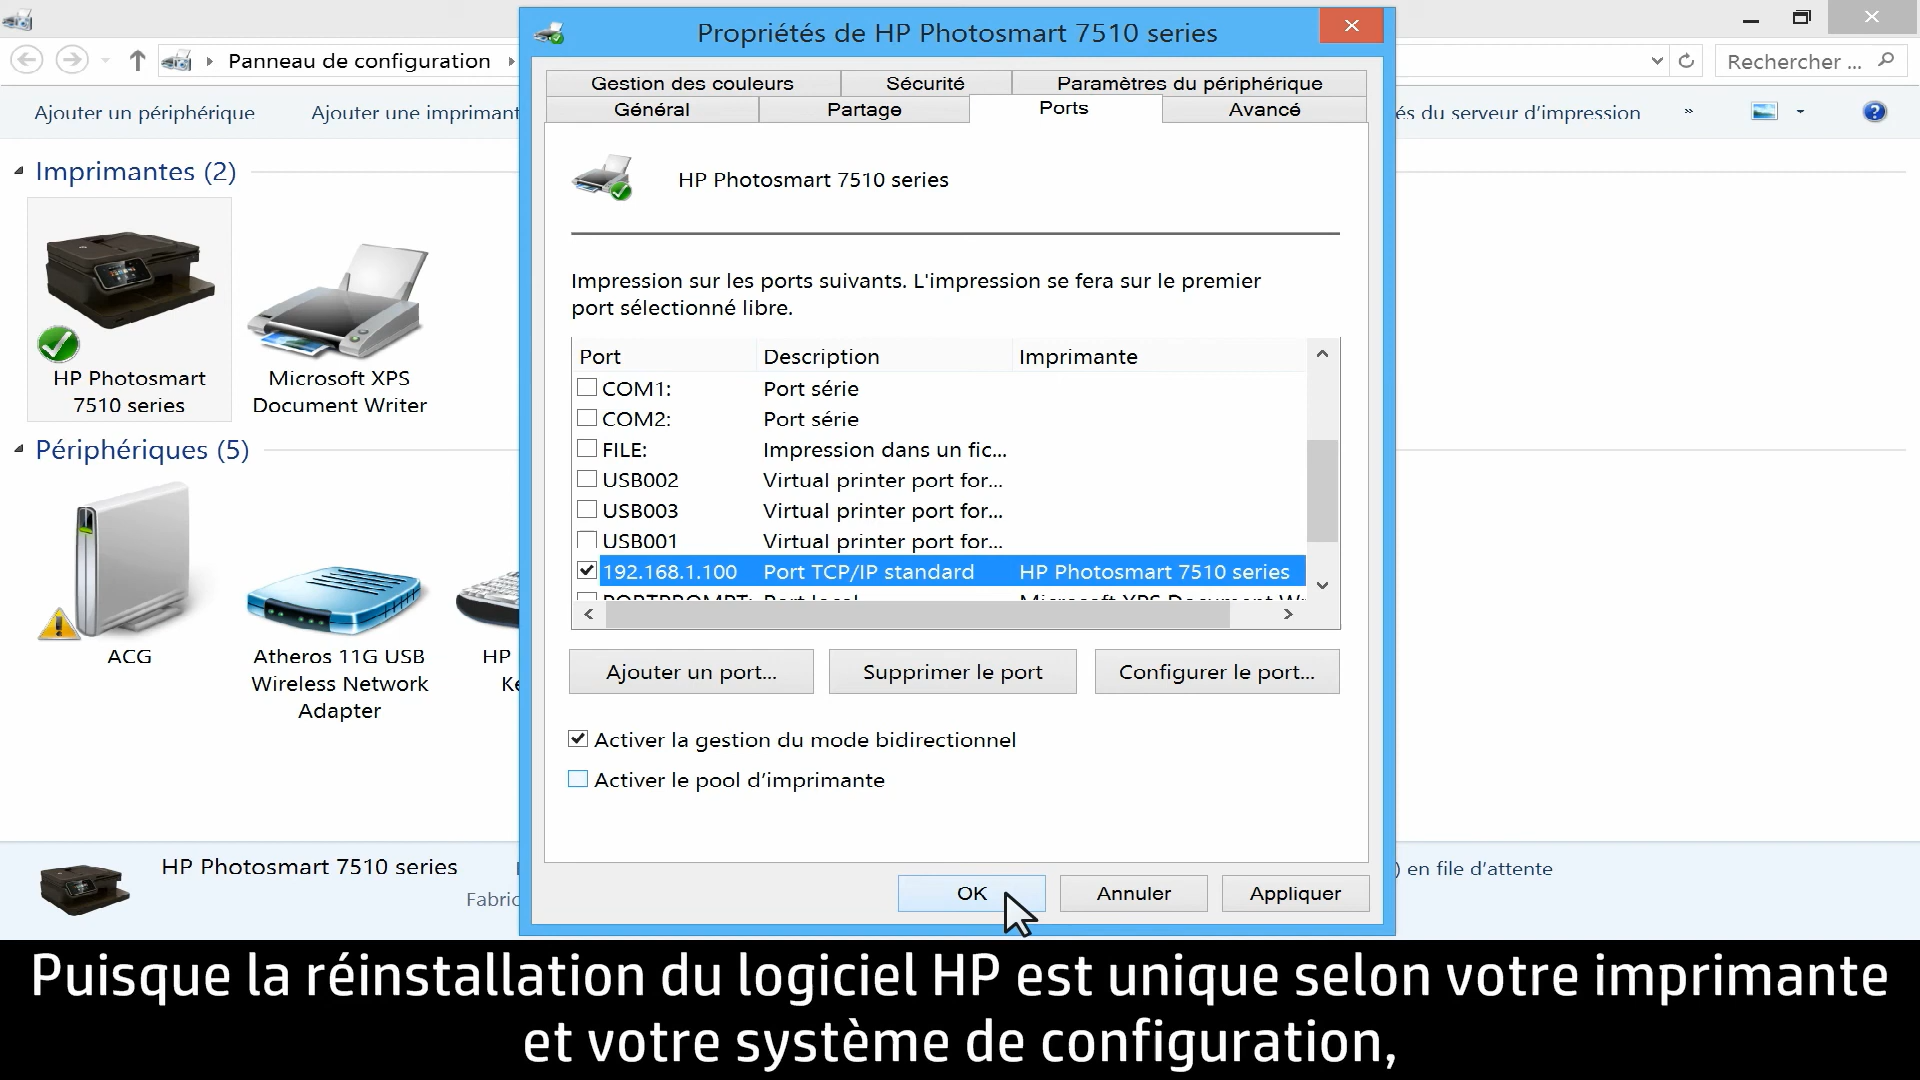 Propriétés de HP Photosmart 7510 series
Panneau de configuration
Rechercher ...
Ajouter un périphérique
Ajouter une imprimant
és du serveur d'impression
»
Imprimantes (2)
HP Photosmart
7510 series
Microsoft XPS
Document Writer
Périphériques (5)
ACG
Atheros 11G USB
Wireless Network
Adapter
HP
Ke
Gestion des couleurs
Sécurité
Paramètres du périphérique
Général
Partage
Ports
Avancé
HP Photosmart 7510 series
Impression sur les ports suivants. L'impression se fera sur le premier
port sélectionné libre.
Port Description Imprimante
COM1: Port série
COM2: Port série
FILE: Impression dans un fic...
USB002 Virtual printer port for...
USB003 Virtual printer port for...
USB001 Virtual printer port for...
192.168.1.100 Port TCP/IP standard HP Photosmart 7510 series
PORTPROMPT: Port local Microsoft XPS Document Wr
Ajouter un port...
Supprimer le port
Configurer le port...
Activer la gestion du mode bidirectionnel
Activer le pool d'imprimante
OK
Annuler
Appliquer
HP Photosmart 7510 series
Fabric
) en file d'attente
Puisque la réinstallation du logiciel HP est unique selon votre imprimante
et votre système de configuration,